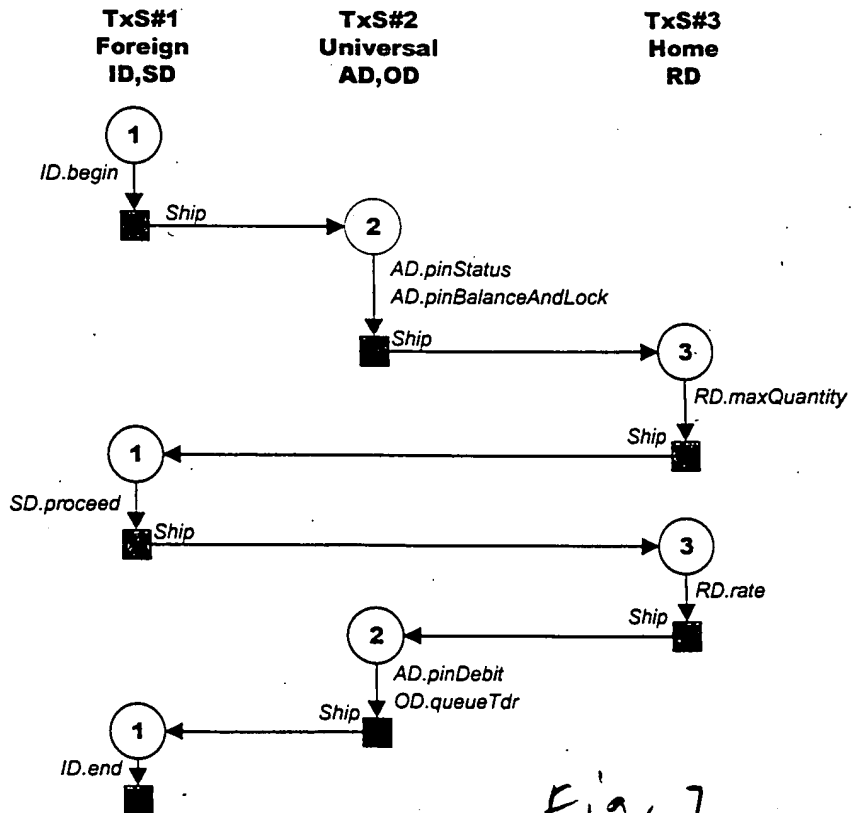 TxS#1 TxS#2 TxS#3
Foreign Universal Home
ID,SD AD,OD RD
1
ID.begin
Ship
2
AD.pinStatus
AD.pinBalanceAndLock
Ship
3
RD.maxQuantity
Ship
1
SD.proceed
Ship
3
RD.rate
Ship
2
AD.pinDebit
OD.queueTdr
Ship
1
ID.end
Fig. 7